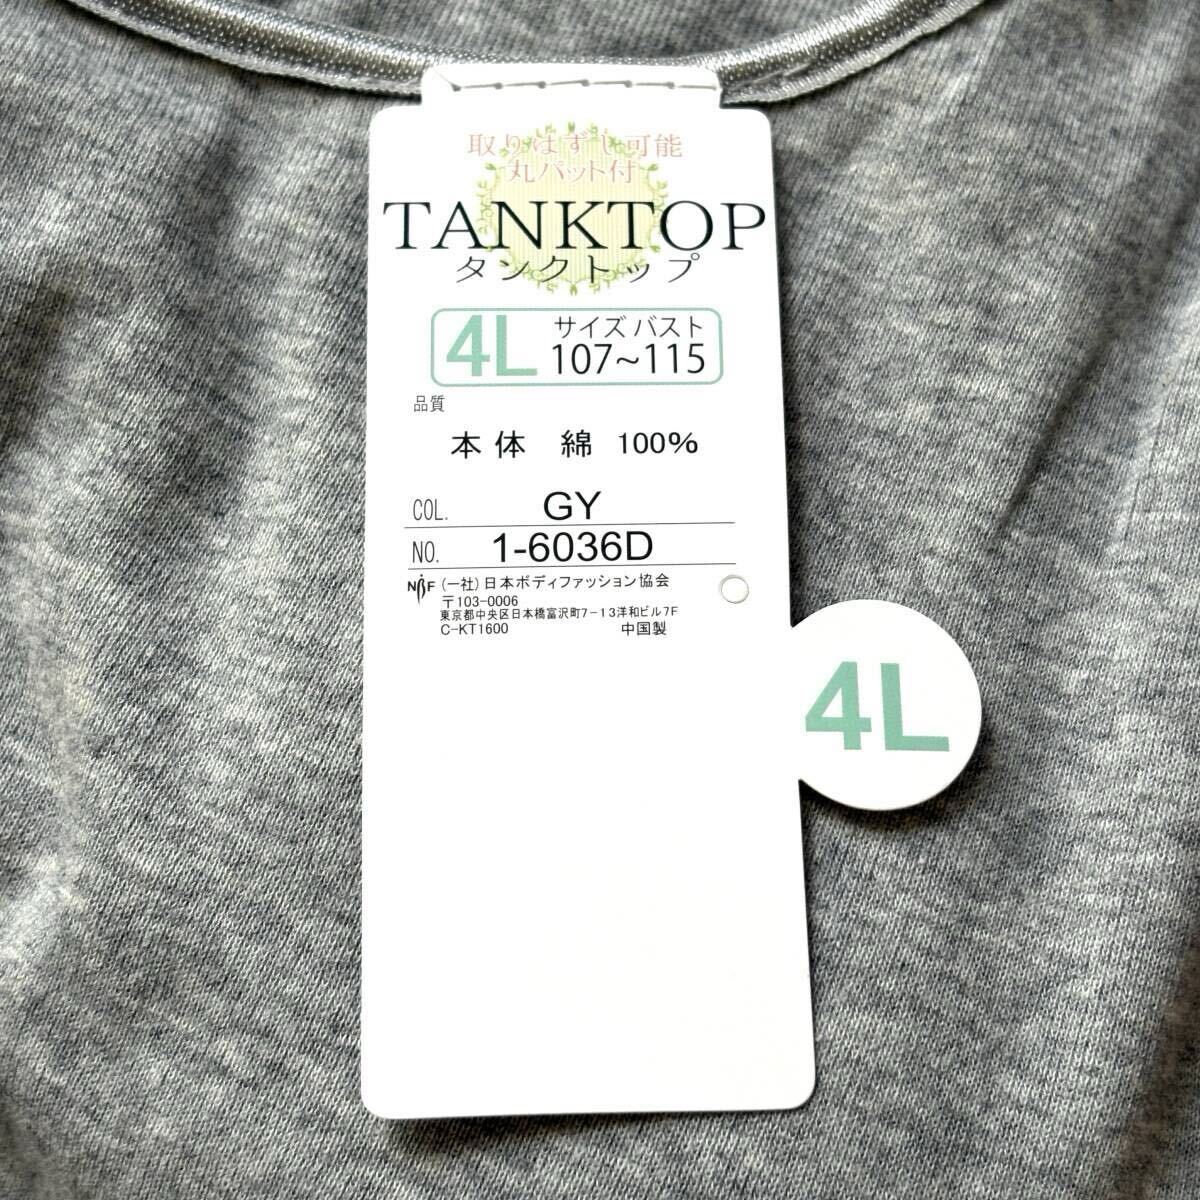 取りはずし可能
丸パット付
TANKTOP
タンクトップ
4L サイズ バスト
107~115
品質
本体 綿 100%
COL. GY
NO. 1-6036D
NBF (一社)日本ボディファッション協会
〒103-0006
東京都中央区日本橋富沢町7-13洋和ビル7F
C-KT1600 中国製
4L